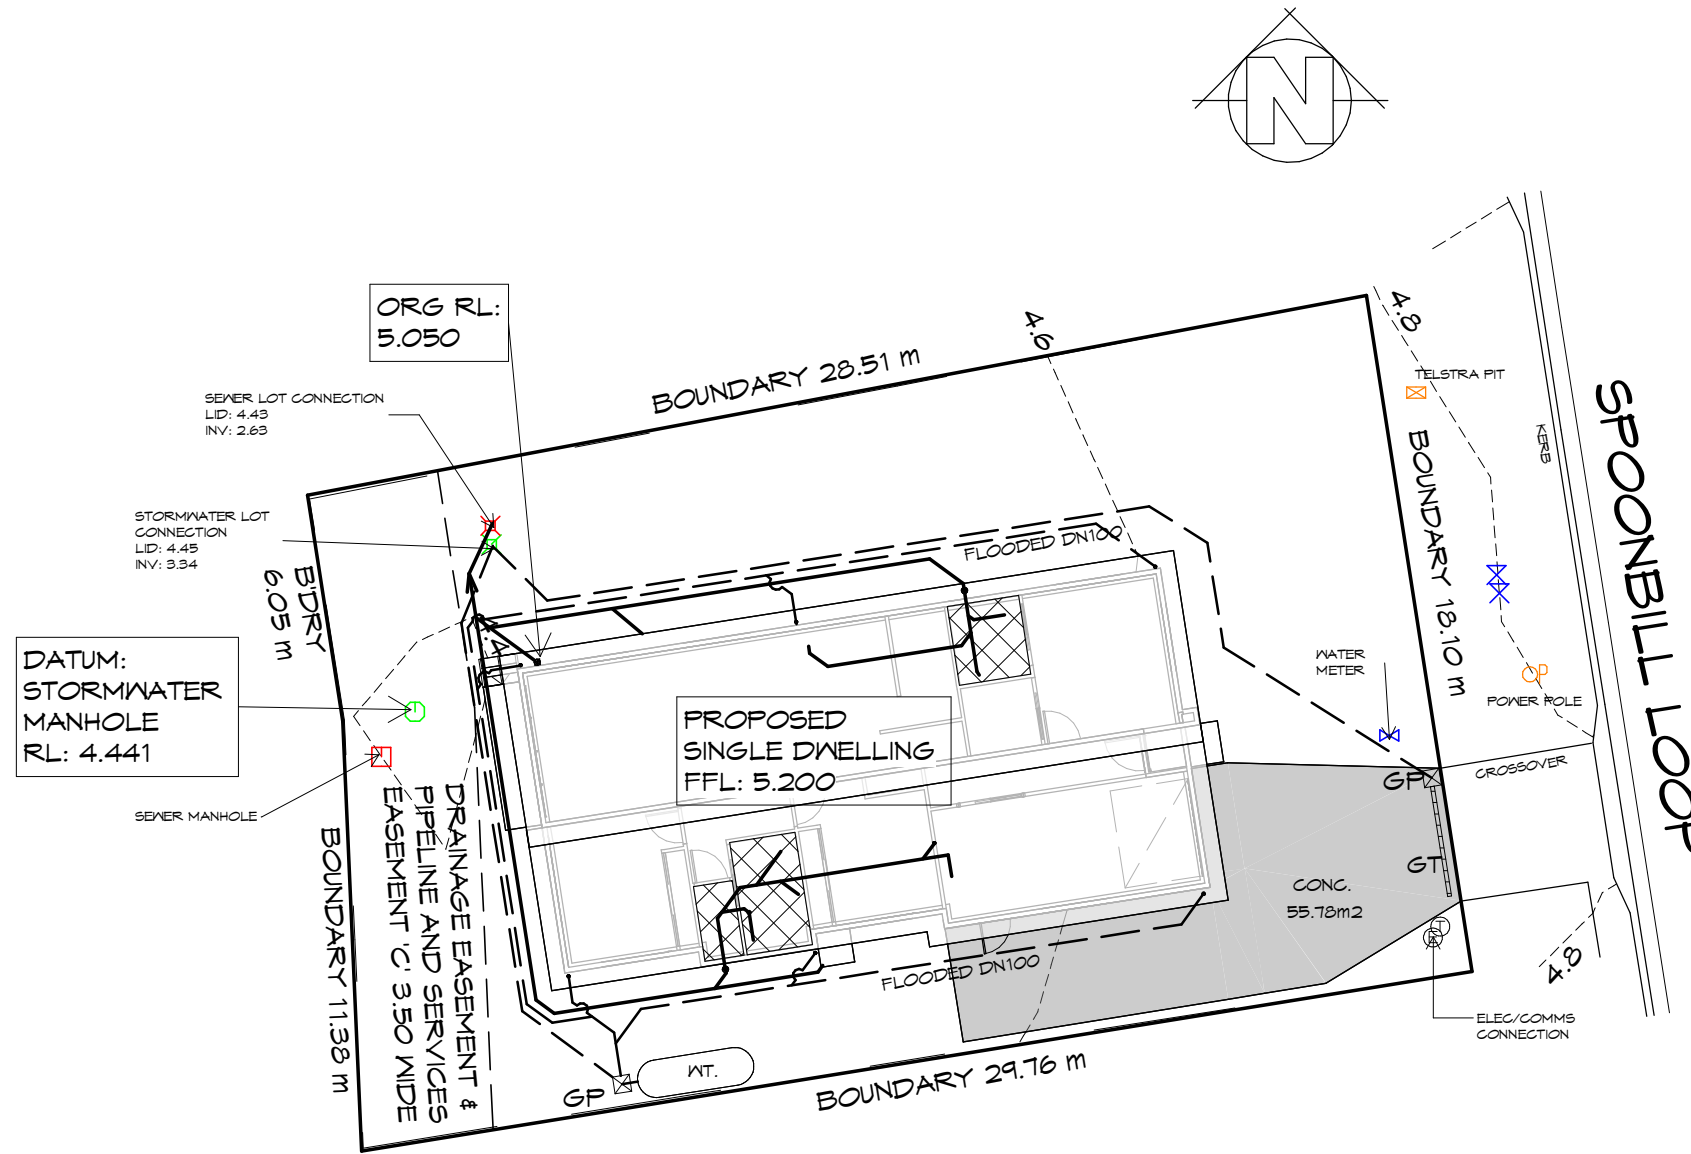 N
ORG RL:
5.050
SEWER LOT CONNECTION
LID: 4.43
INV: 2.63
STORMWATER LOT
CONNECTION
LID: 4.45
INV: 3.34
BOUNDARY 28.51 m
4.6
4.8
TELSTRA PIT
KERB
SPOONBILL LOOP
BOUNDARY 18.10 m
FLOODED DN100
B'DRY
6.05 m
4.4
DATUM:
STORMWATER
MANHOLE
RL: 4.441
SEWER MANHOLE
PROPOSED
SINGLE DWELLING
FFL: 5.200
WATER
METER
P
POWER POLE
CROSSOVER
GP
GT
CONC.
55.78m2
BOUNDARY 11.38 m
DRAINAGE EASEMENT &
PIPELINE AND SERVICES
EASEMENT 'C' 3.50 WIDE
FLOODED DN100
4.8
T
E
ELEC/COMMS
CONNECTION
GP
WT.
BOUNDARY 29.76 m